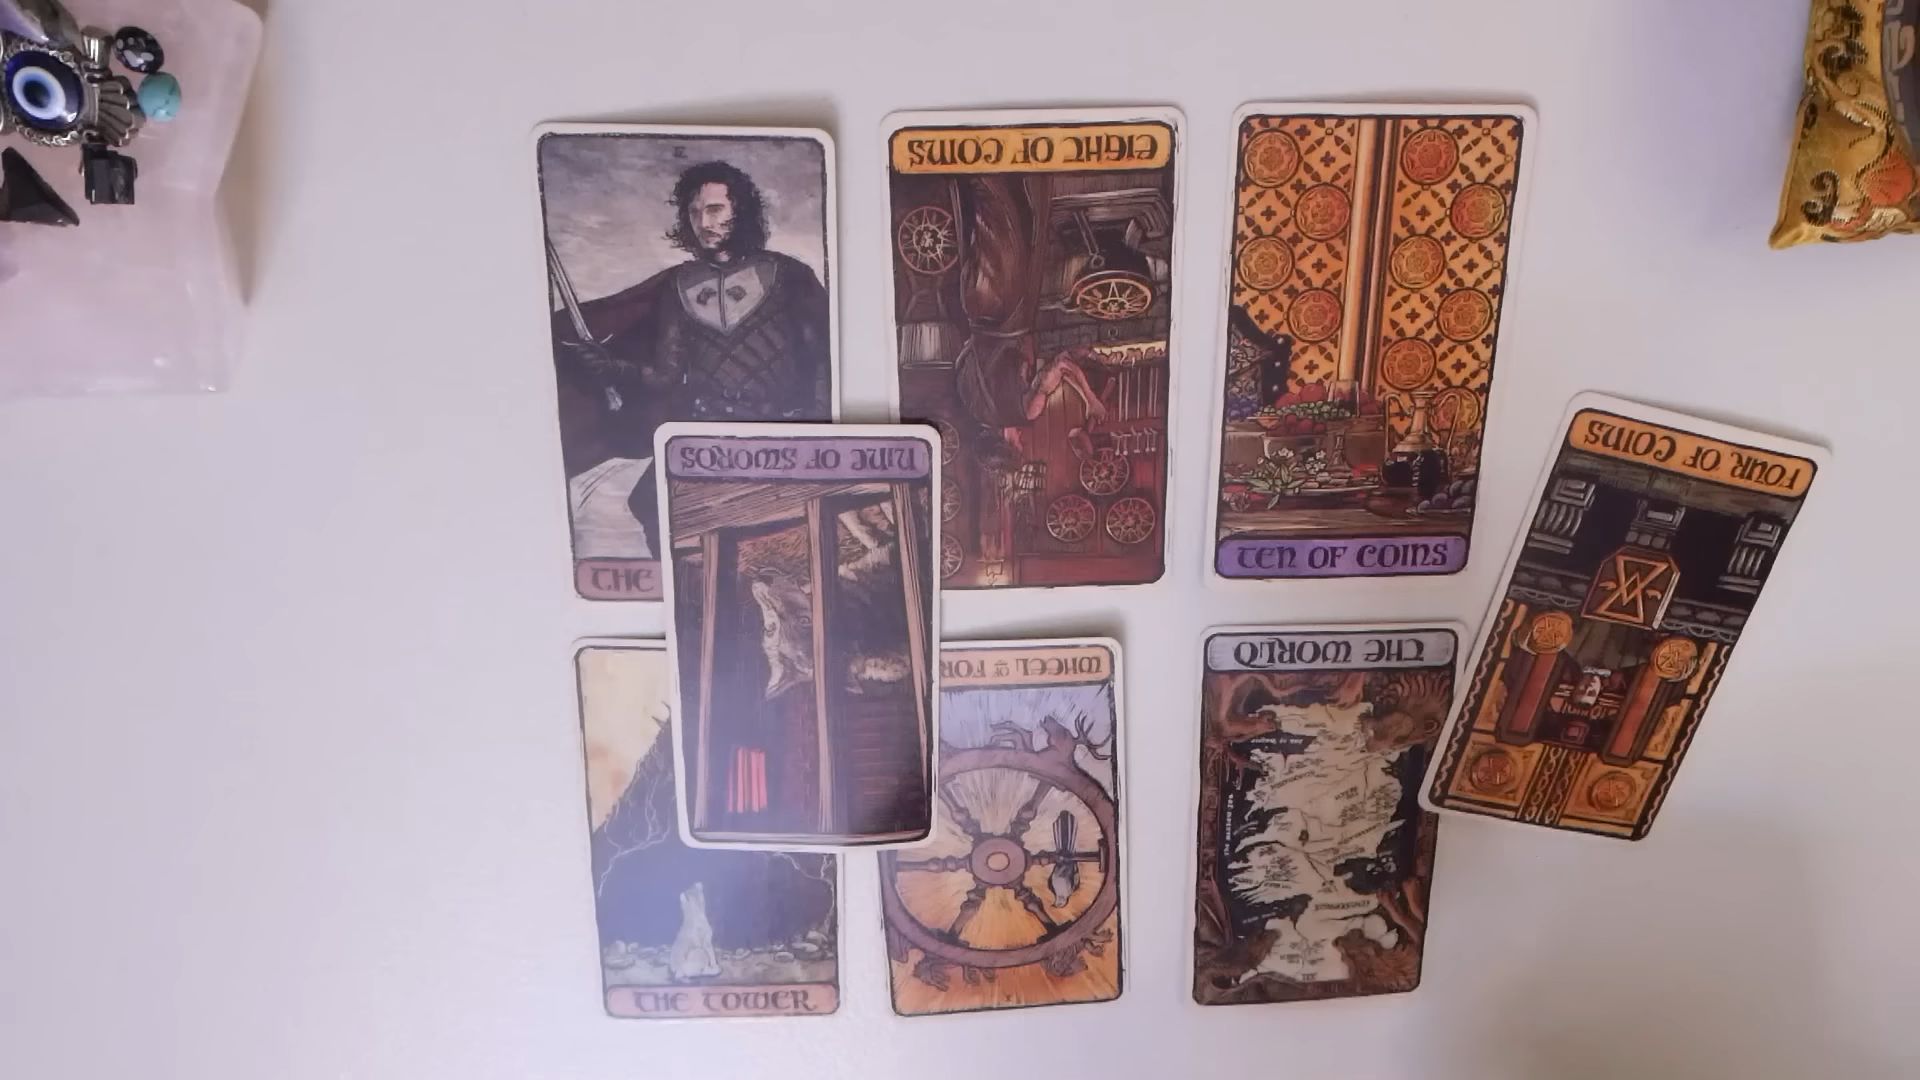 EIGHT OF COINS
TEN OF COINS
THE
NINE OF SWORDS
FOUR OF COINS
WHEEL OF FOR
THE WORLD
THE TOWER